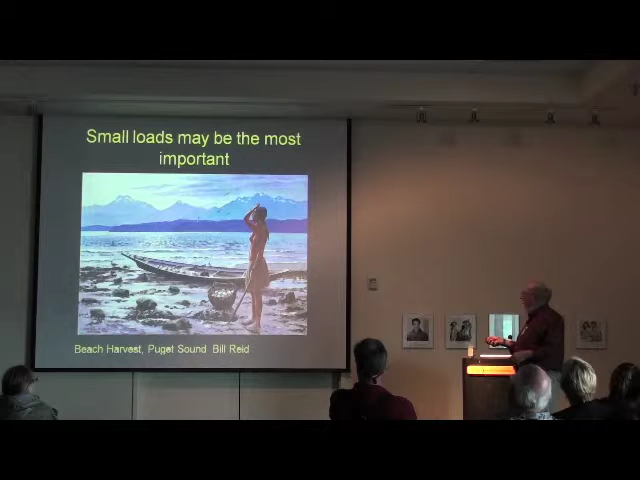 Small loads may be the most
important
Beach Harvest, Puget Sound Bill Reid